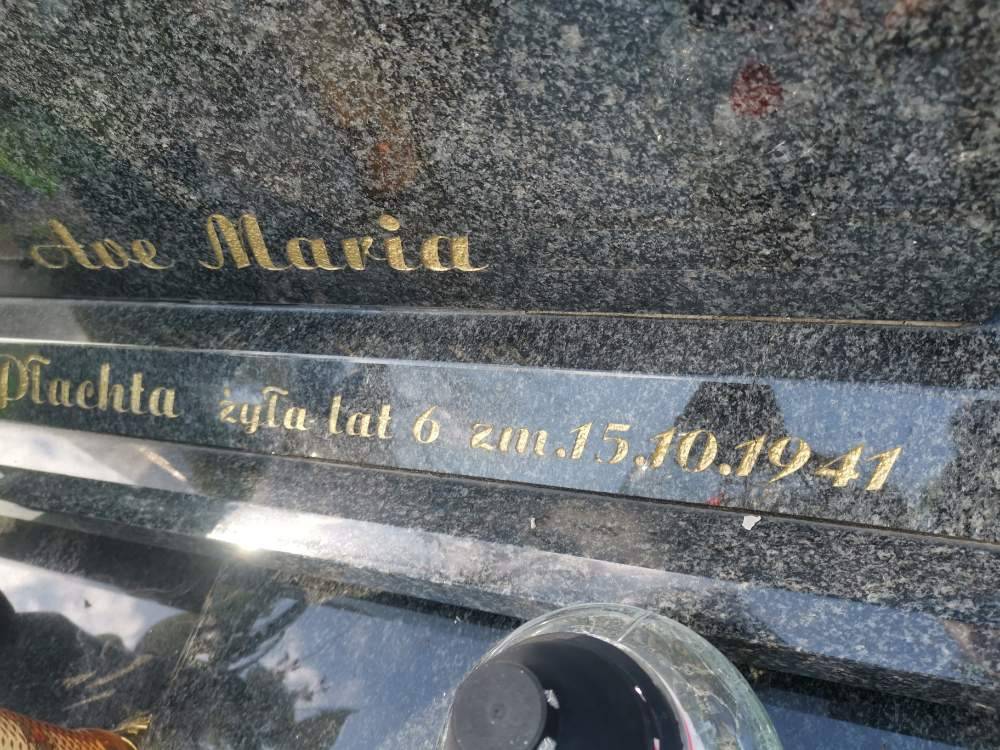 Ave Maria
Płachta żyła lat 6 zm.15.10.1941